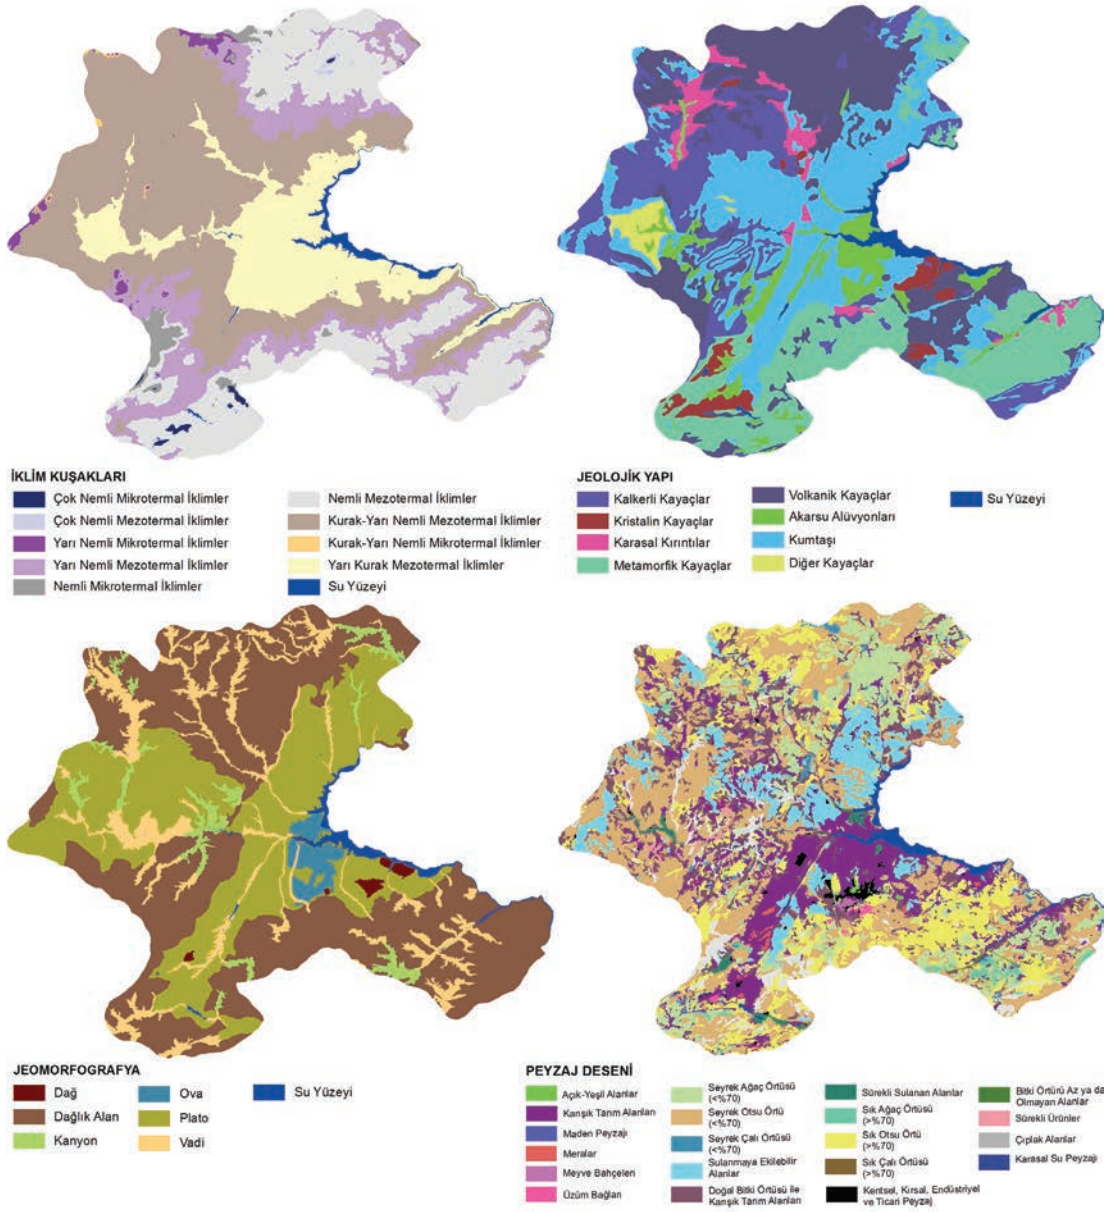 İKLİM KUŞAKLARI
Çok Nemli Mikrotermal İklimler
Çok Nemli Mezotermal İklimler
Yarı Nemli Mikrotermal İklimler
Yarı Nemli Mezotermal İklimler
Nemli Mikrotermal İklimler
Nemli Mezotermal İklimler
Kurak-Yarı Nemli Mezotermal İklimler
Kurak-Yarı Nemli Mikrotermal İklimler
Yarı Kurak Mezotermal İklimler
Su Yüzeyi
JEOLOJİK YAPI
Kalkerli Kayaçlar
Kristalin Kayaçlar
Karasal Kırıntılar
Metamorfik Kayaçlar
Volkanik Kayaçlar
Akarsu Alüvyonları
Kumtaşı
Diğer Kayaçlar
Su Yüzeyi
JEOMORFOGRAFYA
Dağ
Dağlık Alan
Kanyon
Ova
Plato
Vadi
Su Yüzeyi
PEYZAJ DESENİ
Açık-Yeşil Alanlar
Karışık Tarım Alanları
Maden Peyzajı
Meralar
Meyve Bahçeleri
Üzüm Bağları
Seyrek Ağaç Örtüsü
(<%70)
Seyrek Otsu Örtü
(<%70)
Seyrek Çalı Örtüsü
(<%70)
Sulanmaya Ekilebilir
Alanlar
Doğal Bitki Örtüsü ile
Karışık Tarım Alanları
Sürekli Sulanan Alanlar
Sık Ağaç Örtüsü
(>%70)
Sık Otsu Örtü
(>%70)
Sık Çalı Örtüsü
(>%70)
Kentsel, Kırsal, Endüstriyel
ve Ticari Peyzaj
Bitki Örtürü Az ya da
Olmayan Alanlar
Sürekli Ürünler
Çıplak Alanlar
Karasal Su Peyzajı